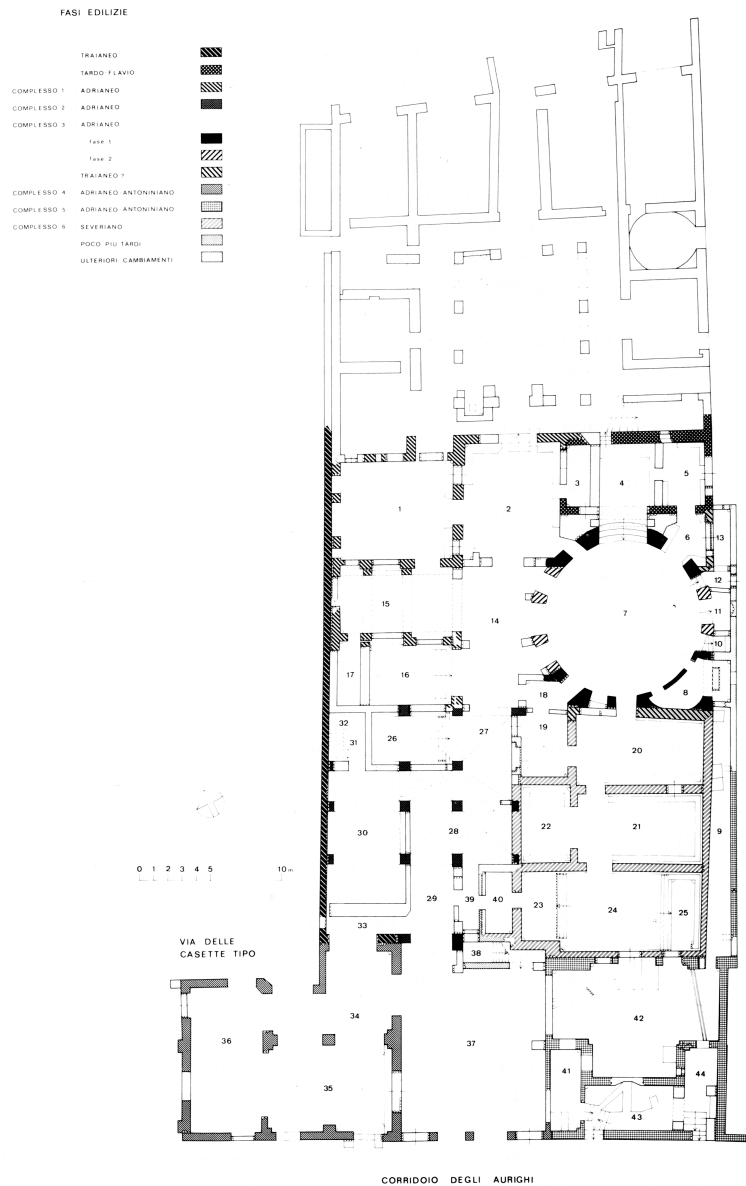 FASI EDILIZIE
TRAIANEO
TARDO FLAVIO
COMPLESSO 1 ADRIANEO
COMPLESSO 2 ADRIANEO
COMPLESSO 3 ADRIANEO
fase 1
fase 2
TRAIANEO ?
COMPLESSO 4 ADRIANEO ANTONINIANO
COMPLESSO 5 ADRIANEO ANTONINIANO
COMPLESSO 6 SEVERIANO
POCO PIU TARDI
ULTERIORI CAMBIAMENTI
3 4 5
1 2
6 13
12
15 14 7 11
10
17 16
18 8
32 31 26 27 19
20
30 28 22 21 9
0 1 2 3 4 5 10 m
29 39 40 23 24 25
33
VIA DELLE
CASETTE TIPO
38
34
36 37 42
35 41 44
43
CORRIDOIO DEGLI AURIGHI